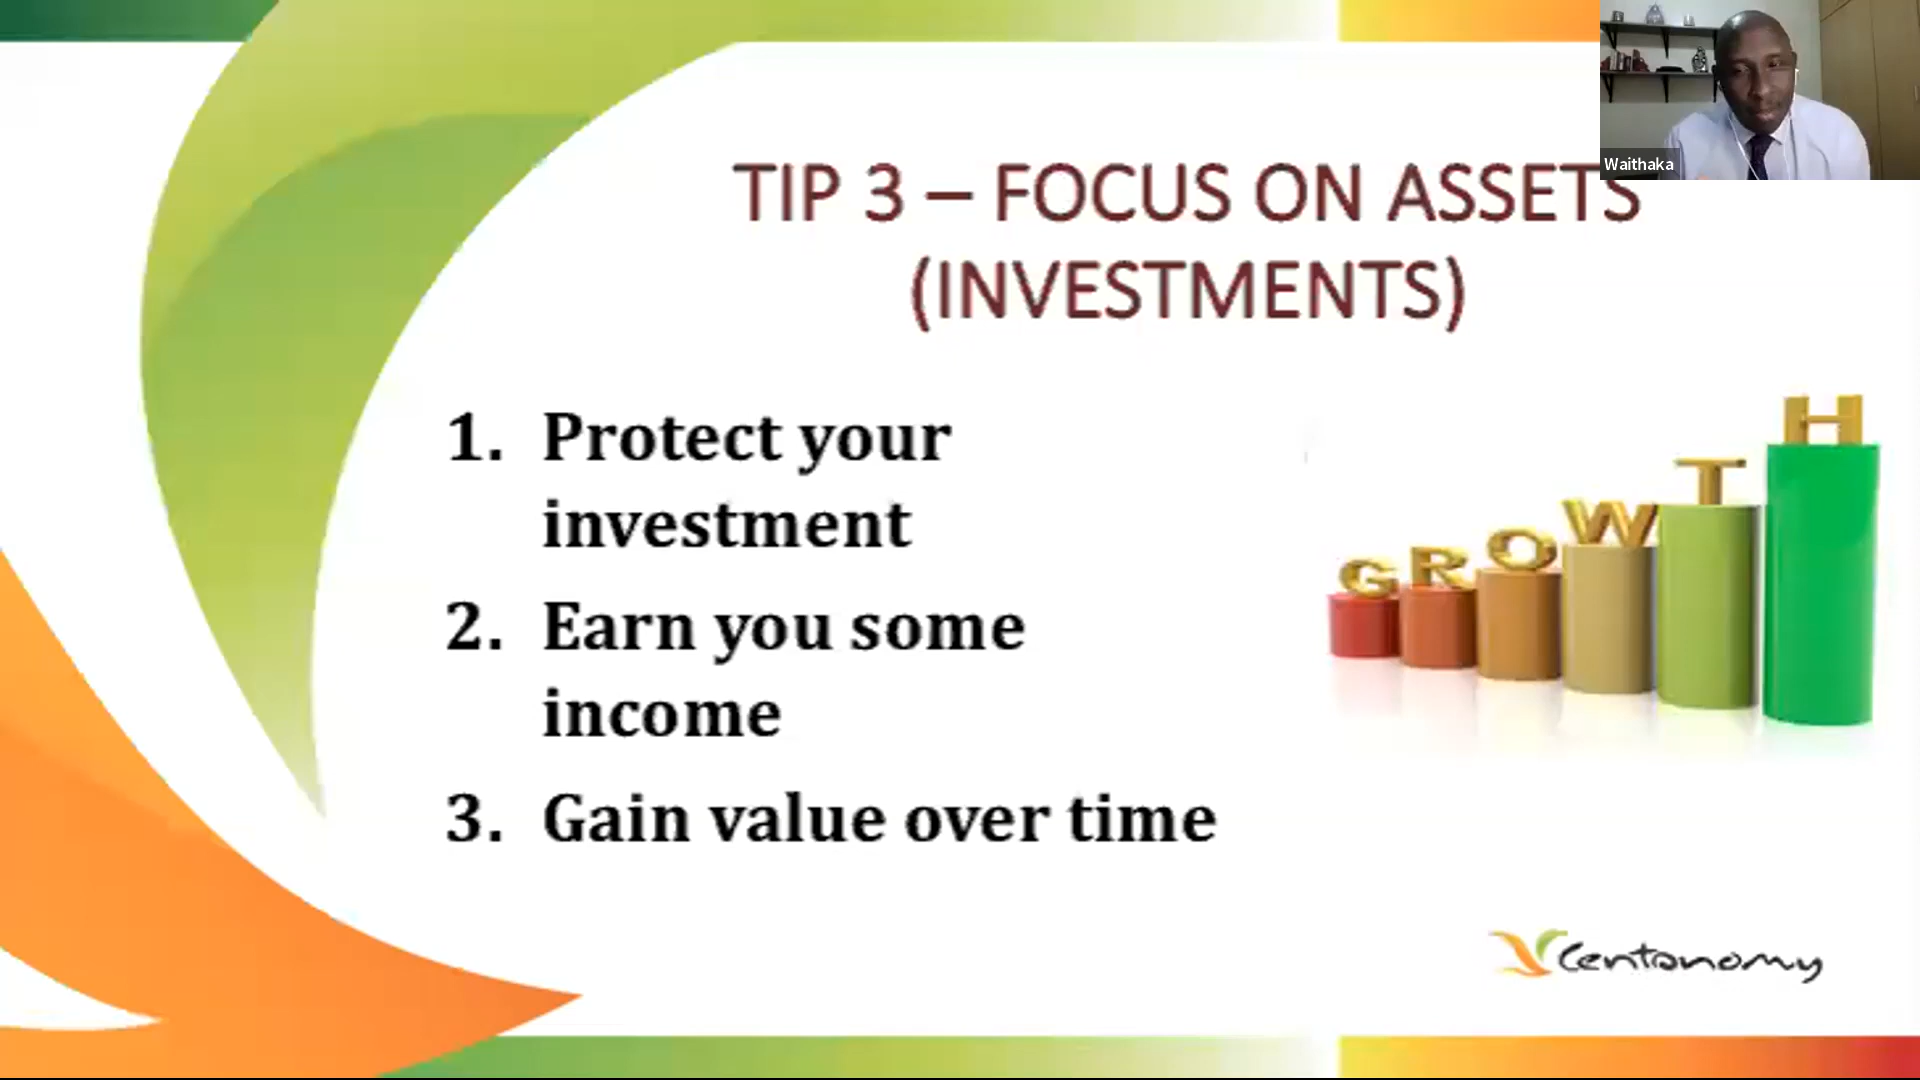 Waithaka
TIP 3 – FOCUS ON ASSETS
(INVESTMENTS)
1. Protect your
investment
2. Earn you some
income
3. Gain value over time
GROWTH
Centonomy